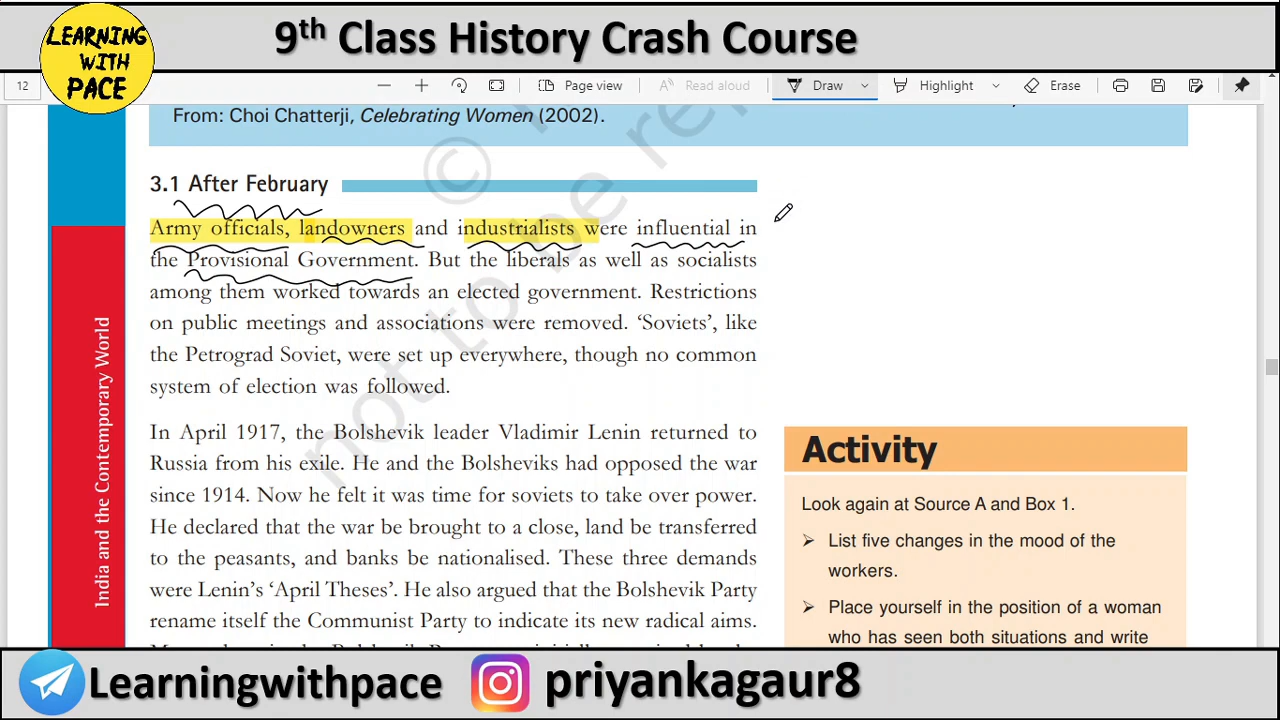 LEARNING
WITH
PACE
9th Class History Crash Course
12
Page view
Read aloud
Draw
Highlight
Erase
From: Choi Chatterji, Celebrating Women (2002).
3.1 After February
Army officials, landowners and industrialists were influential in
the Provisional Government. But the liberals as well as socialists
among them worked towards an elected government. Restrictions
on public meetings and associations were removed. ‘Soviets’, like
the Petrograd Soviet, were set up everywhere, though no common
system of election was followed.
In April 1917, the Bolshevik leader Vladimir Lenin returned to
Russia from his exile. He and the Bolsheviks had opposed the war
since 1914. Now he felt it was time for soviets to take over power.
He declared that the war be brought to a close, land be transferred
to the peasants, and banks be nationalised. These three demands
were Lenin’s ‘April Theses’. He also argued that the Bolshevik Party
rename itself the Communist Party to indicate its new radical aims.
Activity
Look again at Source A and Box 1.
➢ List five changes in the mood of the
workers.
➢ Place yourself in the position of a woman
who has seen both situations and write
India and the Contemporary World
©
not to be re
Learningwithpace
priyankagaur8